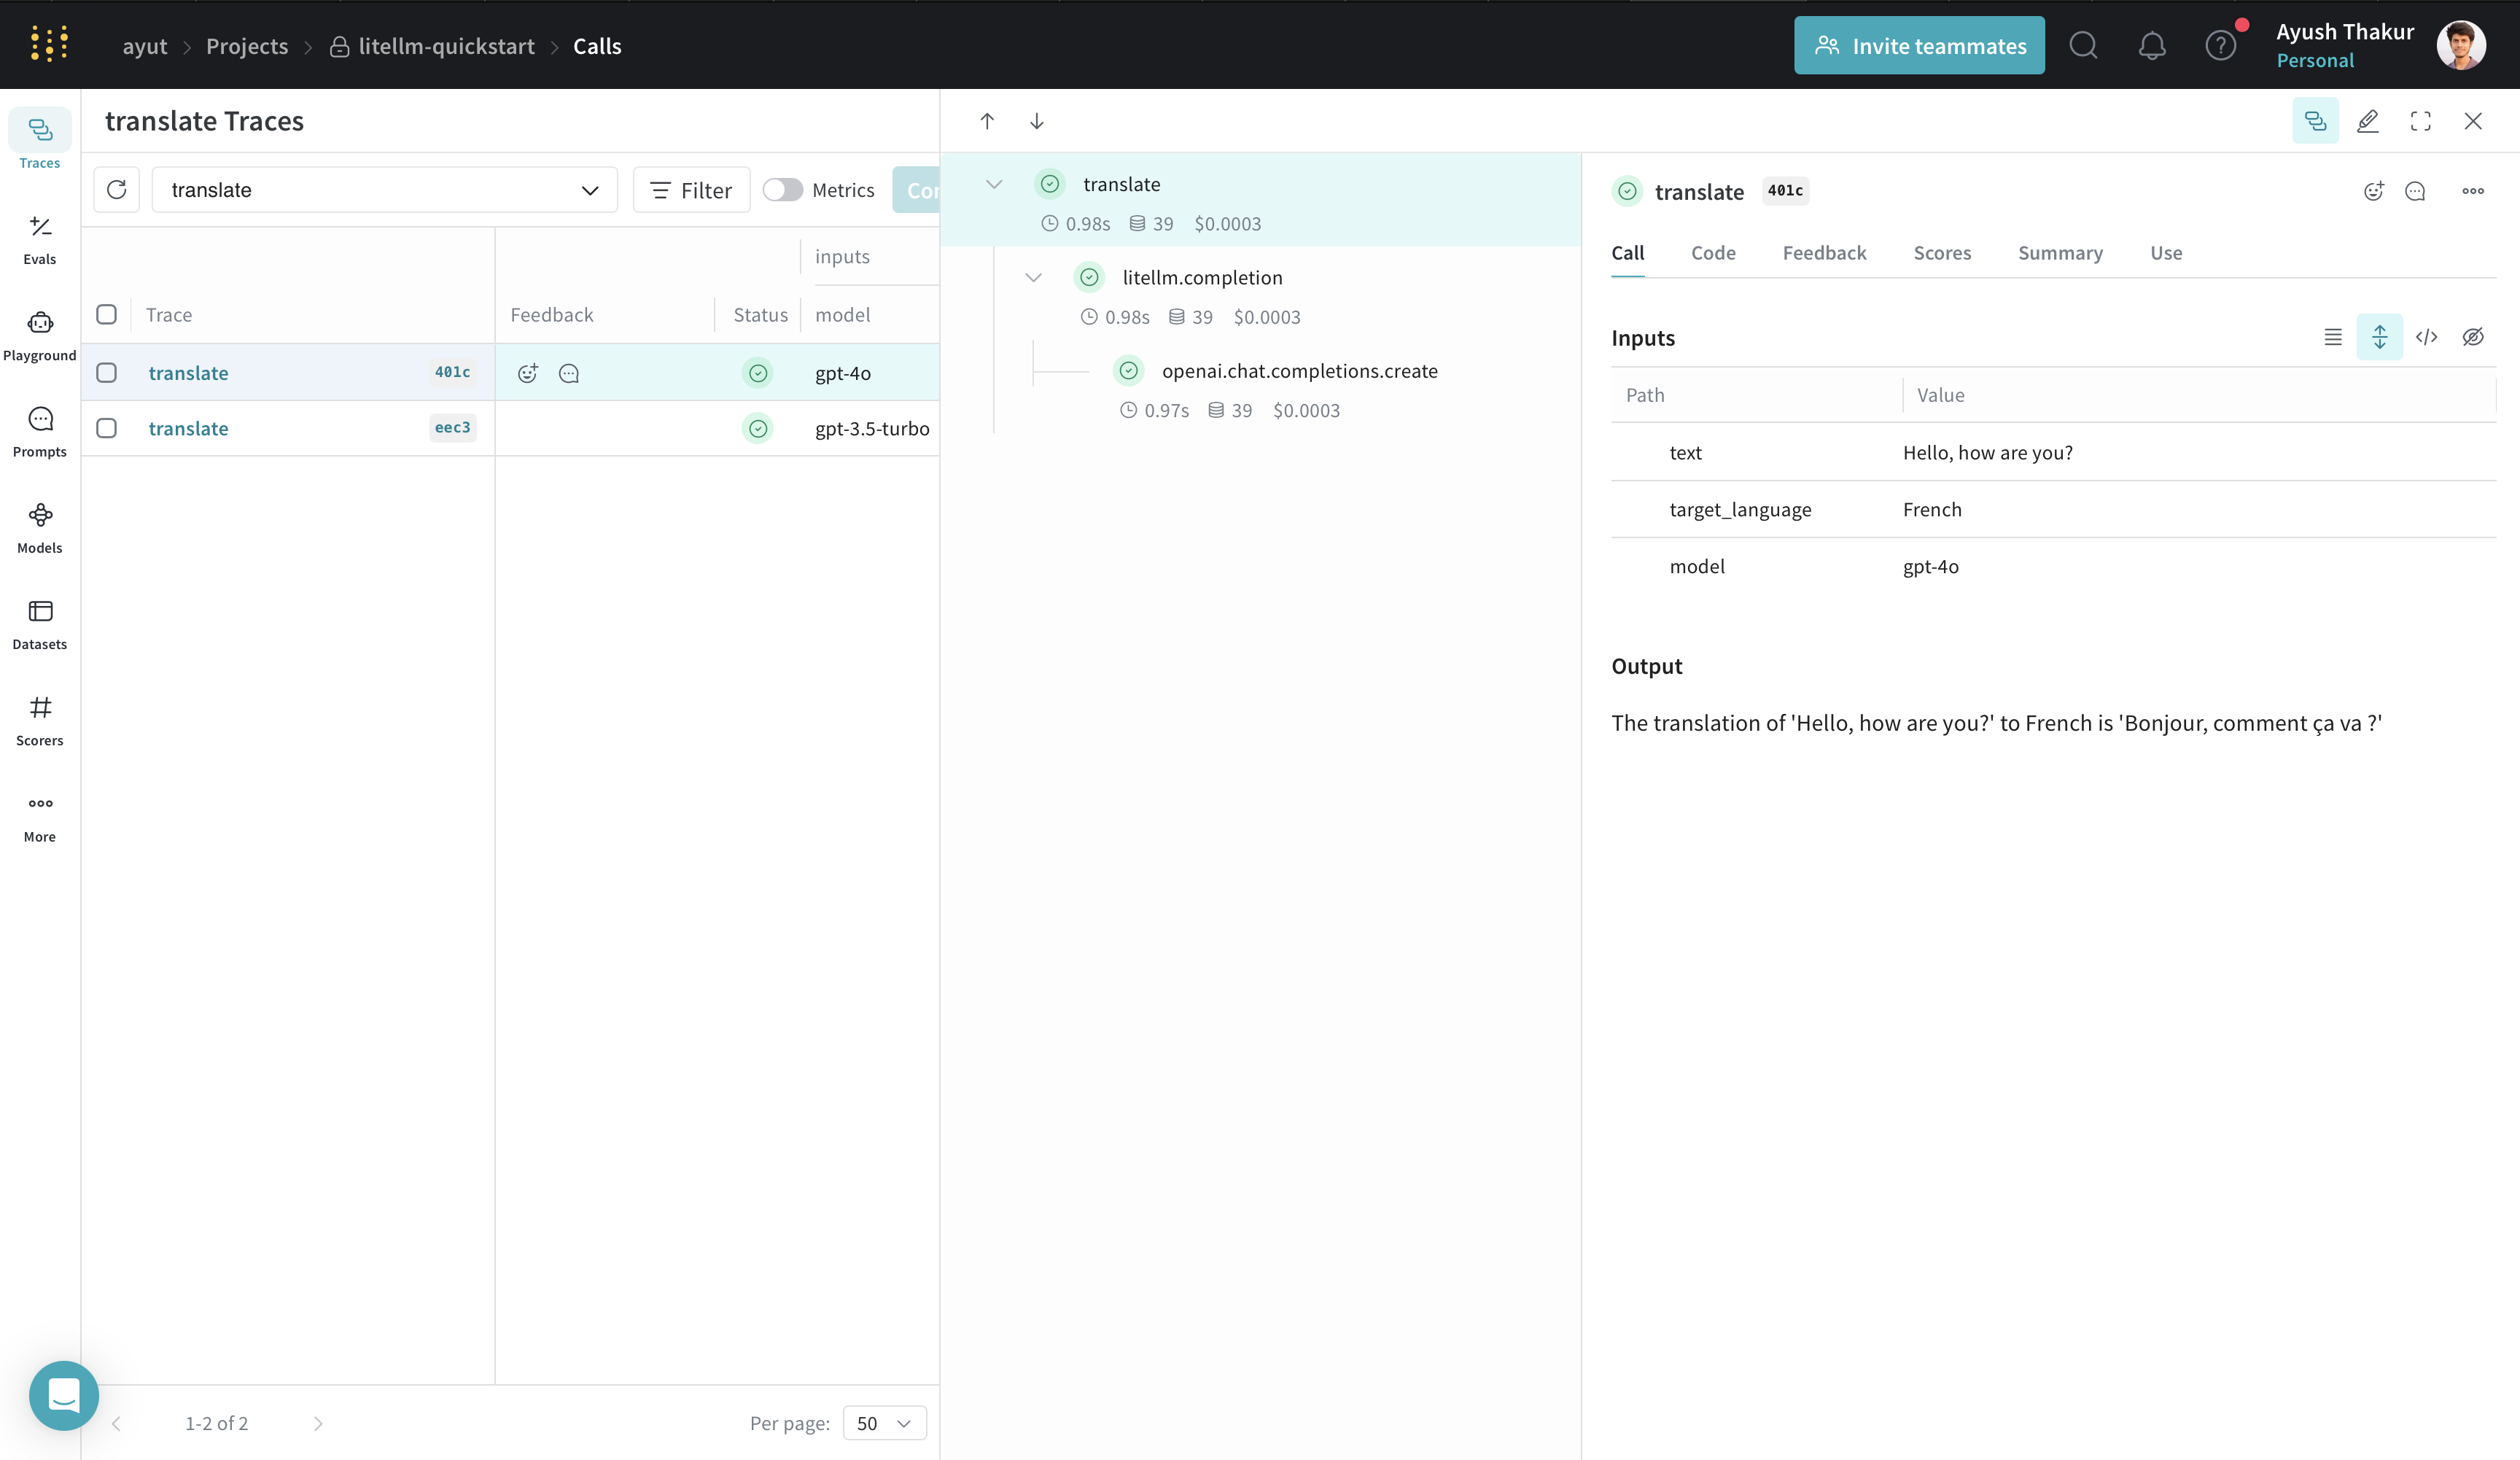 ayut > Projects > litellm-quickstart > Calls
Invite teammates
Ayush Thakur
Personal
Traces
Evals
Playground
Prompts
Models
Datasets
Scorers
More
translate Traces
translate
Filter
Metrics
Cor
inputs
Trace
Feedback
Status
model
translate 401c gpt-4o
translate eec3 gpt-3.5-turbo
1-2 of 2
Per page: 50
translate
0.98s 39 $0.0003
litellm.completion
0.98s 39 $0.0003
openai.chat.completions.create
0.97s 39 $0.0003
translate 401c
Call Code Feedback Scores Summary Use
Inputs
Path Value
text Hello, how are you?
target_language French
model gpt-4o
Output
The translation of 'Hello, how are you?' to French is 'Bonjour, comment ça va ?'